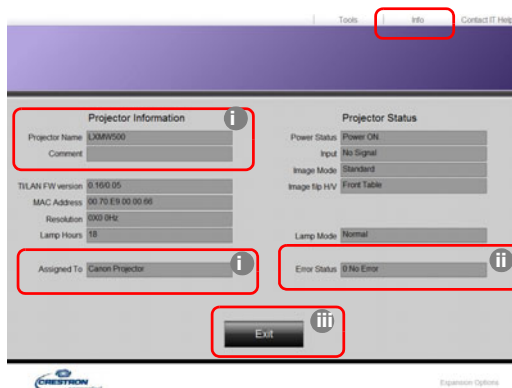 Tools Info Contact IT Help
Projector Information
i
Projector Name LXMW500
Comment
TI/LAN FW version 0.16/0.05
MAC Address 00.70.E9.00.00.66
Resolution 0X0 0Hz
Lamp Hours 18
Assigned To Canon Projector
i
Projector Status
Power Status Power ON
Input No Signal
Image Mode Standard
Image flip H/V Front Table
Lamp Mode Normal
Error Status 0:No Error
ii
Exit
iii
CRESTRON
Expansion Options